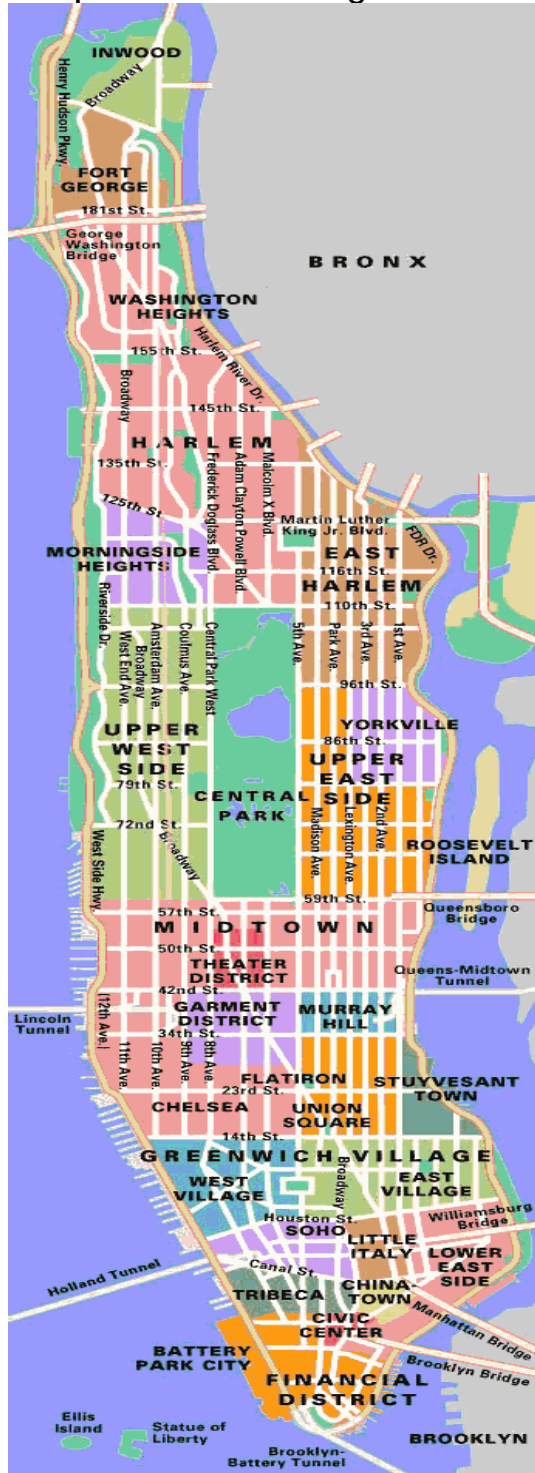 INWOOD
Henry Hudson Pkwy.
Broadway
FORT
GEORGE
181st St.
George
Washington
Bridge
BRONX
WASHINGTON
HEIGHTS
Harlem River Dr.
155th St.
Broadway
145th St.
HARLEM
135th St.
Frederick Doglass Blvd.
Adam Clayton Powell Blvd.
Malcolm X Blvd.
125th St.
Martin Luther
King Jr. Blvd.
FDR Dr.
MORNINGSIDE
HEIGHTS
EAST
116th St.
HARLEM
110th St.
Riverside Dr.
West End Ave.
Broadway
Amsterdam Ave.
Coulmus Ave.
Central Park West
5th Ave.
Park Ave.
3rd Ave.
1st Ave.
96th St.
YORKVILLE
86th St.
UPPER
WEST
SIDE
UPPER
EAST
SIDE
79th St.
CENTRAL
PARK
72nd St.
Broadway
Madison Ave.
Lexington Ave.
2nd Ave.
ROOSEVELT
ISLAND
West Side Hwy.
59th St.
57th St.
Queensboro
Bridge
MIDTOWN
50th St.
THEATER
DISTRICT
Queens-Midtown
Tunnel
42nd St.
Lincoln
Tunnel
(12th Ave.)
GARMENT
DISTRICT
MURRAY
HILL
34th St.
11th Ave.
10th Ave.
9th Ave.
8th Ave.
FLATIRON
23rd St.
STUYVESANT
TOWN
CHELSEA
UNION
SQUARE
14th St.
GREENWICH VILLAGE
WEST
VILLAGE
Broadway
EAST
VILLAGE
Houston St.
SOHO
Williamsburg
Bridge
LITTLE
ITALY
LOWER
EAST
SIDE
Holland Tunnel
Canal St.
CHINA-
TOWN
TRIBECA
Manhattan Bridge
CIVIC
CENTER
BATTERY
PARK CITY
Brooklyn Bridge
FINANCIAL
DISTRICT
Ellis
Island
Statue of
Liberty
BROOKLYN
Brooklyn-
Battery Tunnel